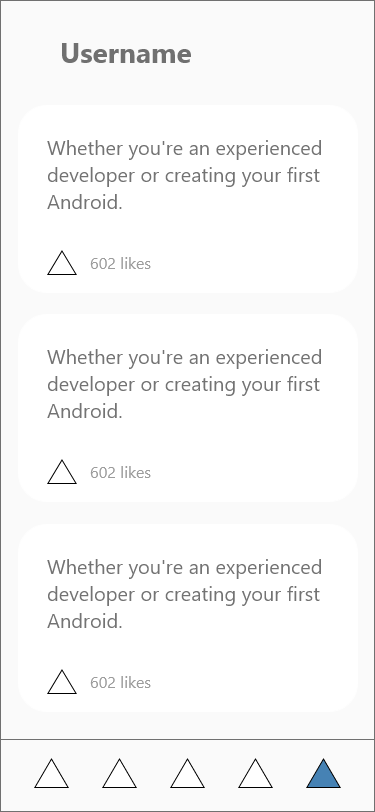 Username
Whether you're an experienced
developer or creating your first
Android.
602 likes
Whether you're an experienced
developer or creating your first
Android.
602 likes
Whether you're an experienced
developer or creating your first
Android.
602 likes